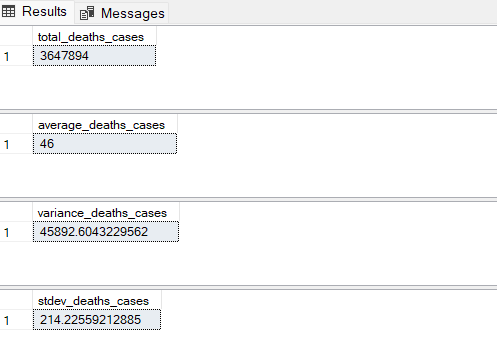 Results Messages
total_deaths_cases
1 3647894
average_deaths_cases
1 46
variance_deaths_cases
1 45892.6043229562
stdev_deaths_cases
1 214.22559212885